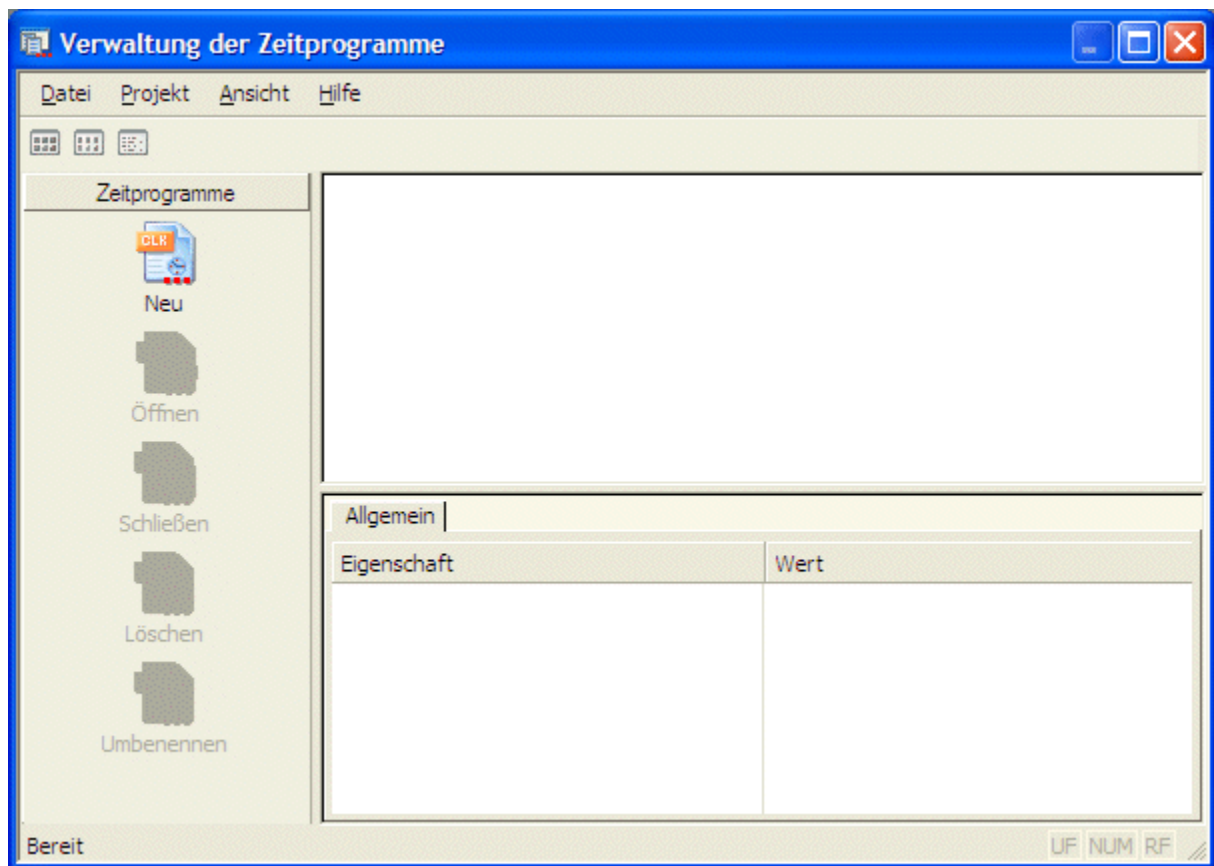 Verwaltung der Zeitprogramme
Datei Projekt Ansicht Hilfe
Zeitprogramme
CLK
Neu
Öffnen
Schließen
Löschen
Umbenennen
Allgemein
Eigenschaft Wert
Bereit UF NUM RF